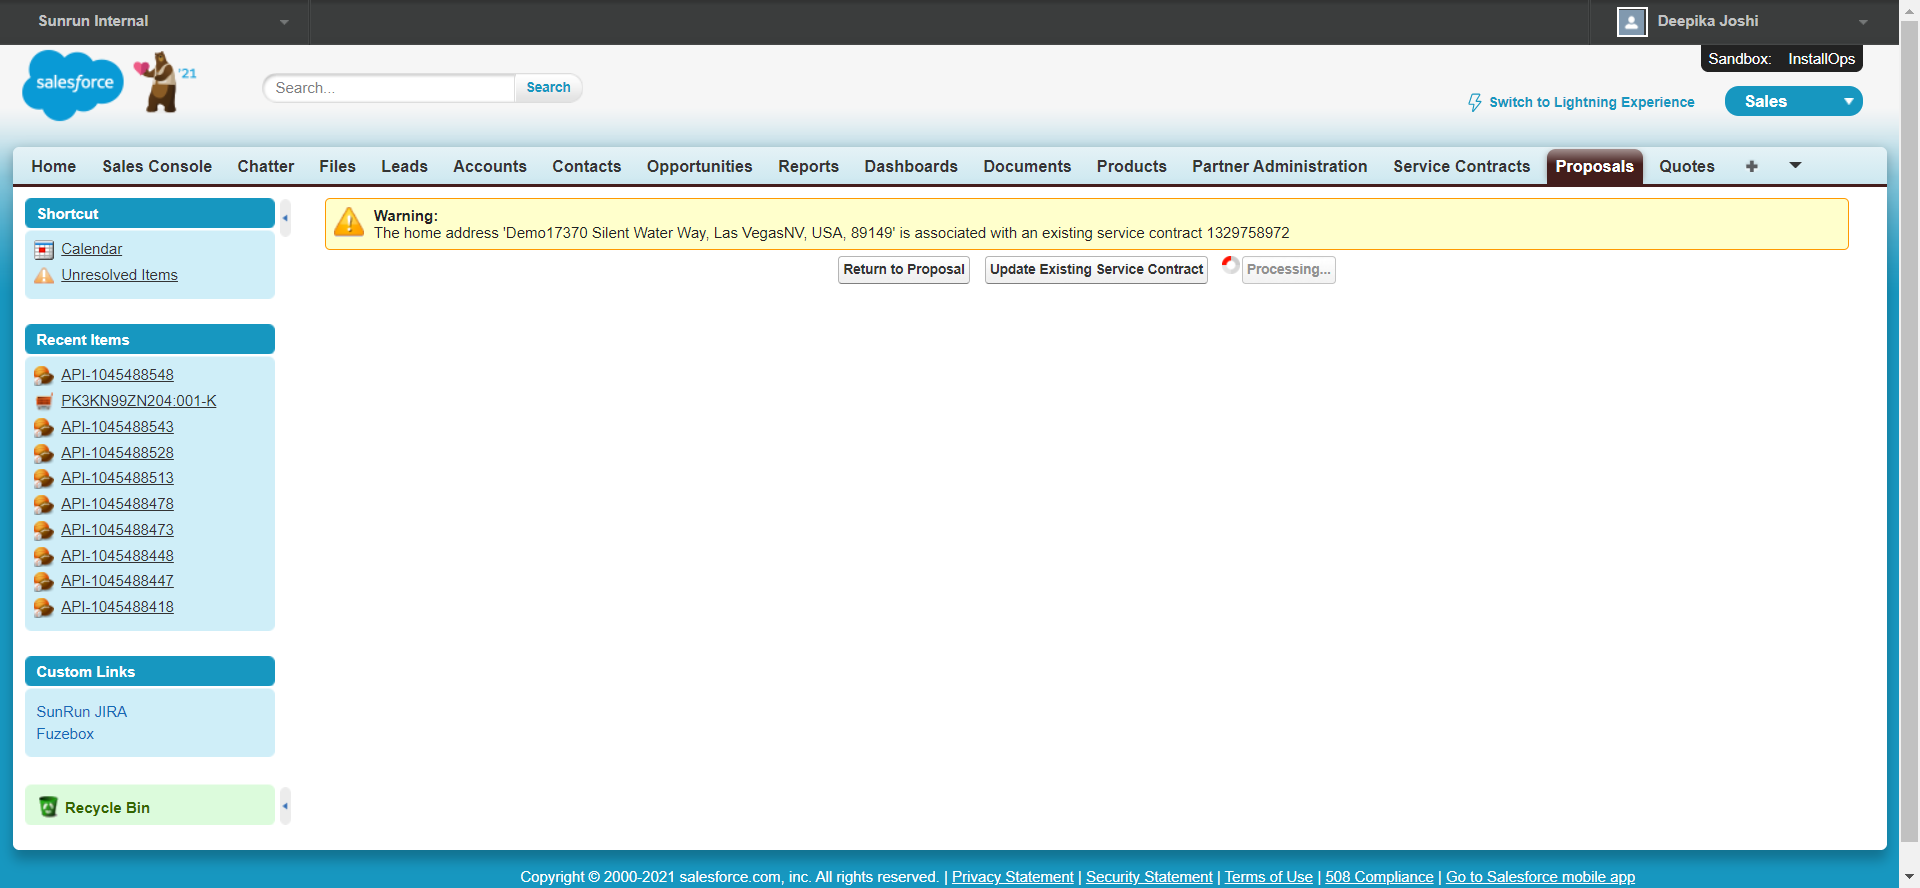 Sunrun Internal
Deepika Joshi
Sandbox: InstallOps
salesforce
'21
Search...
Search
Switch to Lightning Experience
Sales
Home Sales Console Chatter Files Leads Accounts Contacts Opportunities Reports Dashboards Documents Products Partner Administration Service Contracts Proposals Quotes +
Shortcut
Calendar
Unresolved Items
Warning:
The home address 'Demo17370 Silent Water Way, Las VegasNV, USA, 89149' is associated with an existing service contract 1329758972
Return to Proposal Update Existing Service Contract Processing...
Recent Items
API-1045488548
PK3KN99ZN204:001-K
API-1045488543
API-1045488528
API-1045488513
API-1045488478
API-1045488473
API-1045488448
API-1045488447
API-1045488418
Custom Links
SunRun JIRA
Fuzebox
Recycle Bin
Copyright © 2000-2021 salesforce.com, inc. All rights reserved. | Privacy Statement | Security Statement | Terms of Use | 508 Compliance | Go to Salesforce mobile app